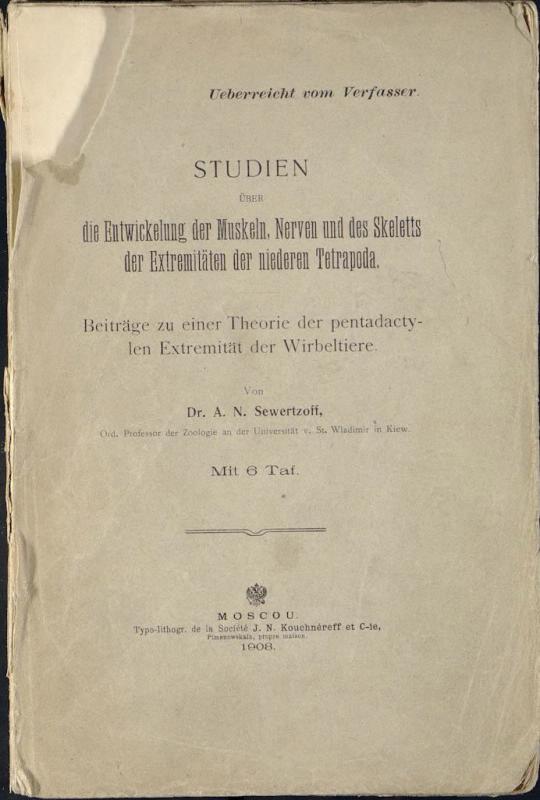 Ueberreicht vom Verfasser.
STUDIEN
ÜBER
die Entwickelung der Muskeln, Nerven und des Skeletts
der Extremitäten der niederen Tetrapoda.
Beiträge zu einer Theorie der pentadacty-
len Extremität der Wirbeltiere.
Von
Dr. A. N. Sewertzoff,
Ord. Professor der Zoologie an der Universität v. St. Wladimir in Kiew.
Mit 6 Taf.
MOSCOU.
Typo-lithogr. de la Société J. N. Kouchnéreff et C-ie,
Pimenowskaïa, propre maison.
1908.